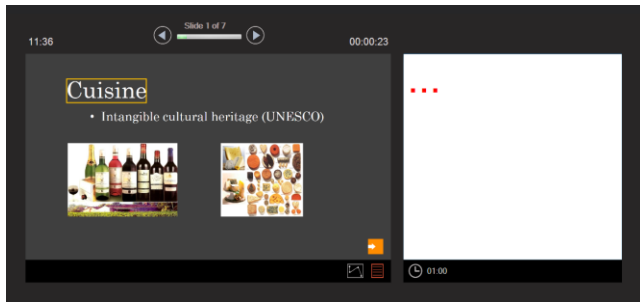 Slide 1 of 7
11:36
00:00:23
Cuisine
• Intangible cultural heritage (UNESCO)
...
01:00